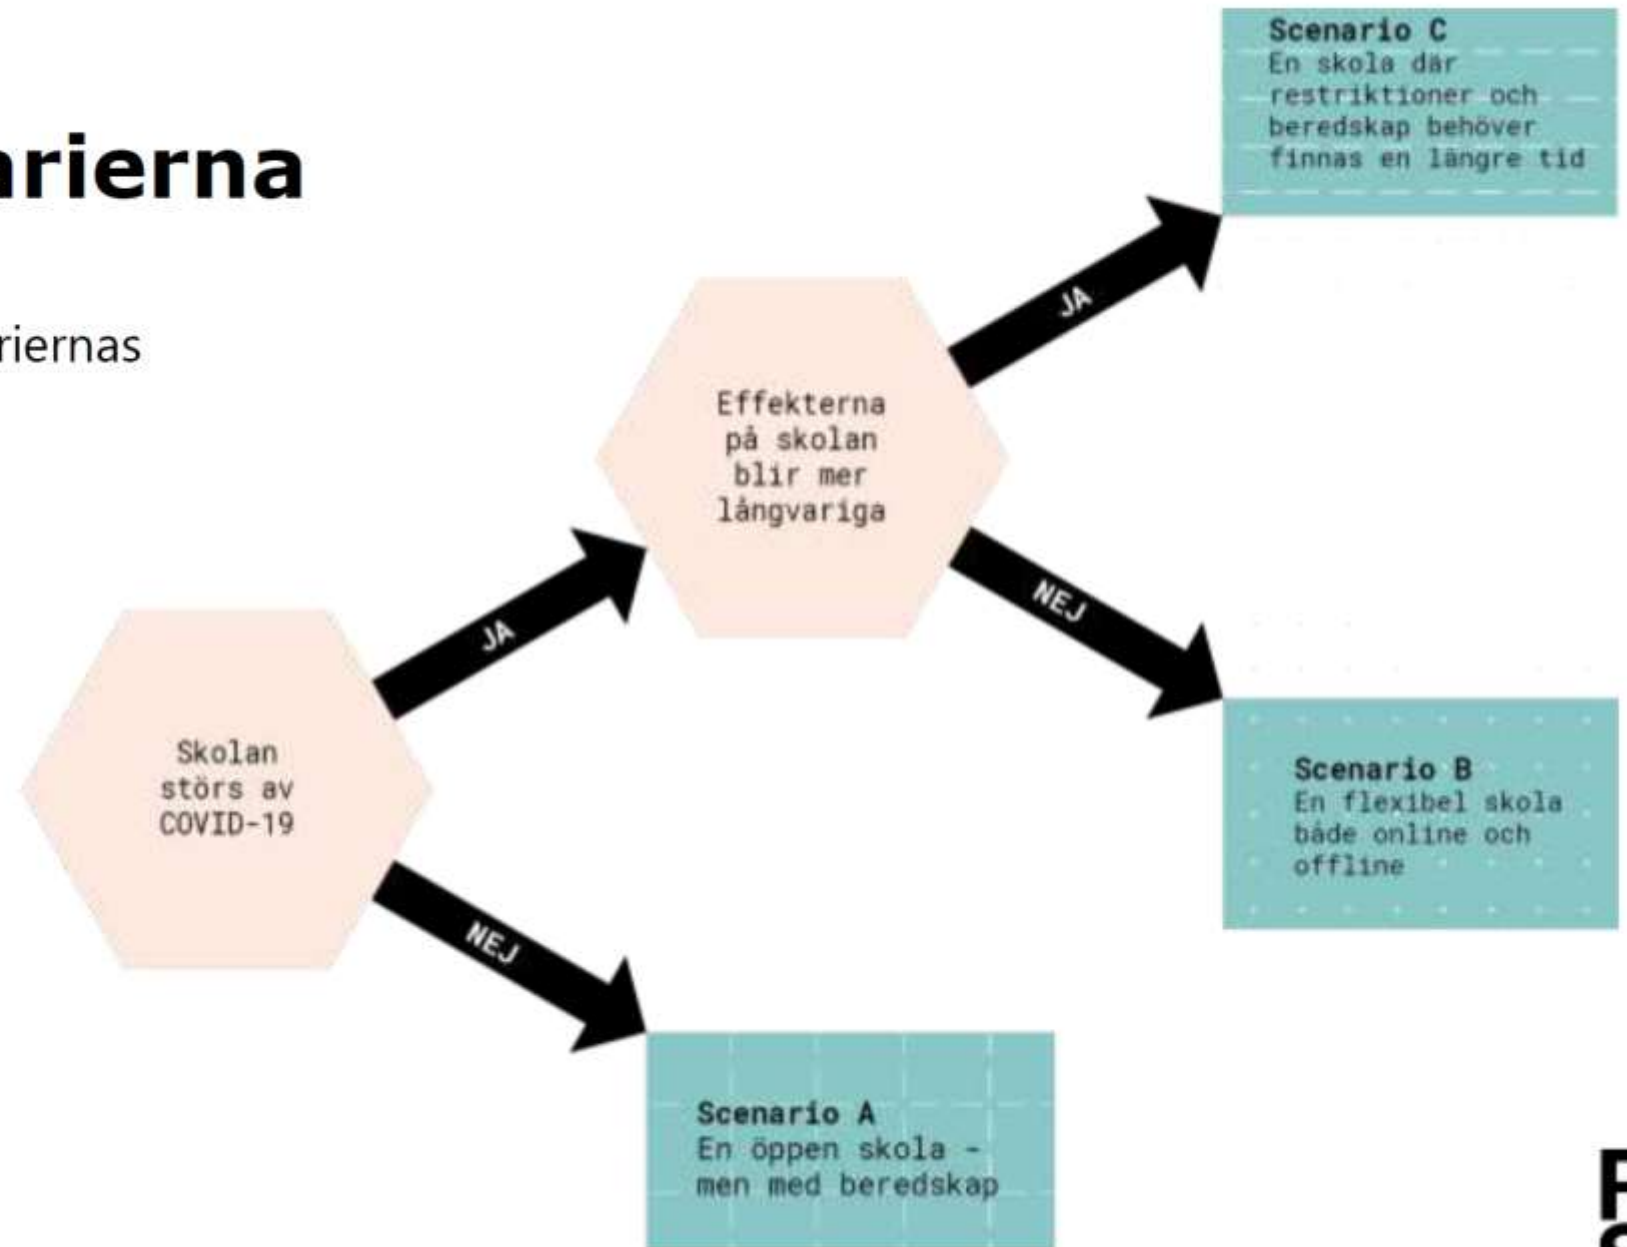 arierna
riernas
Scenario C
En skola där
restriktioner och
beredskap behöver
finnas en längre tid
JA
Effekterna
på skolan
blir mer
långvariga
JA
NEJ
Skolan
störs av
COVID-19
Scenario B
En flexibel skola
både online och
offline
NEJ
Scenario A
En öppen skola -
men med beredskap